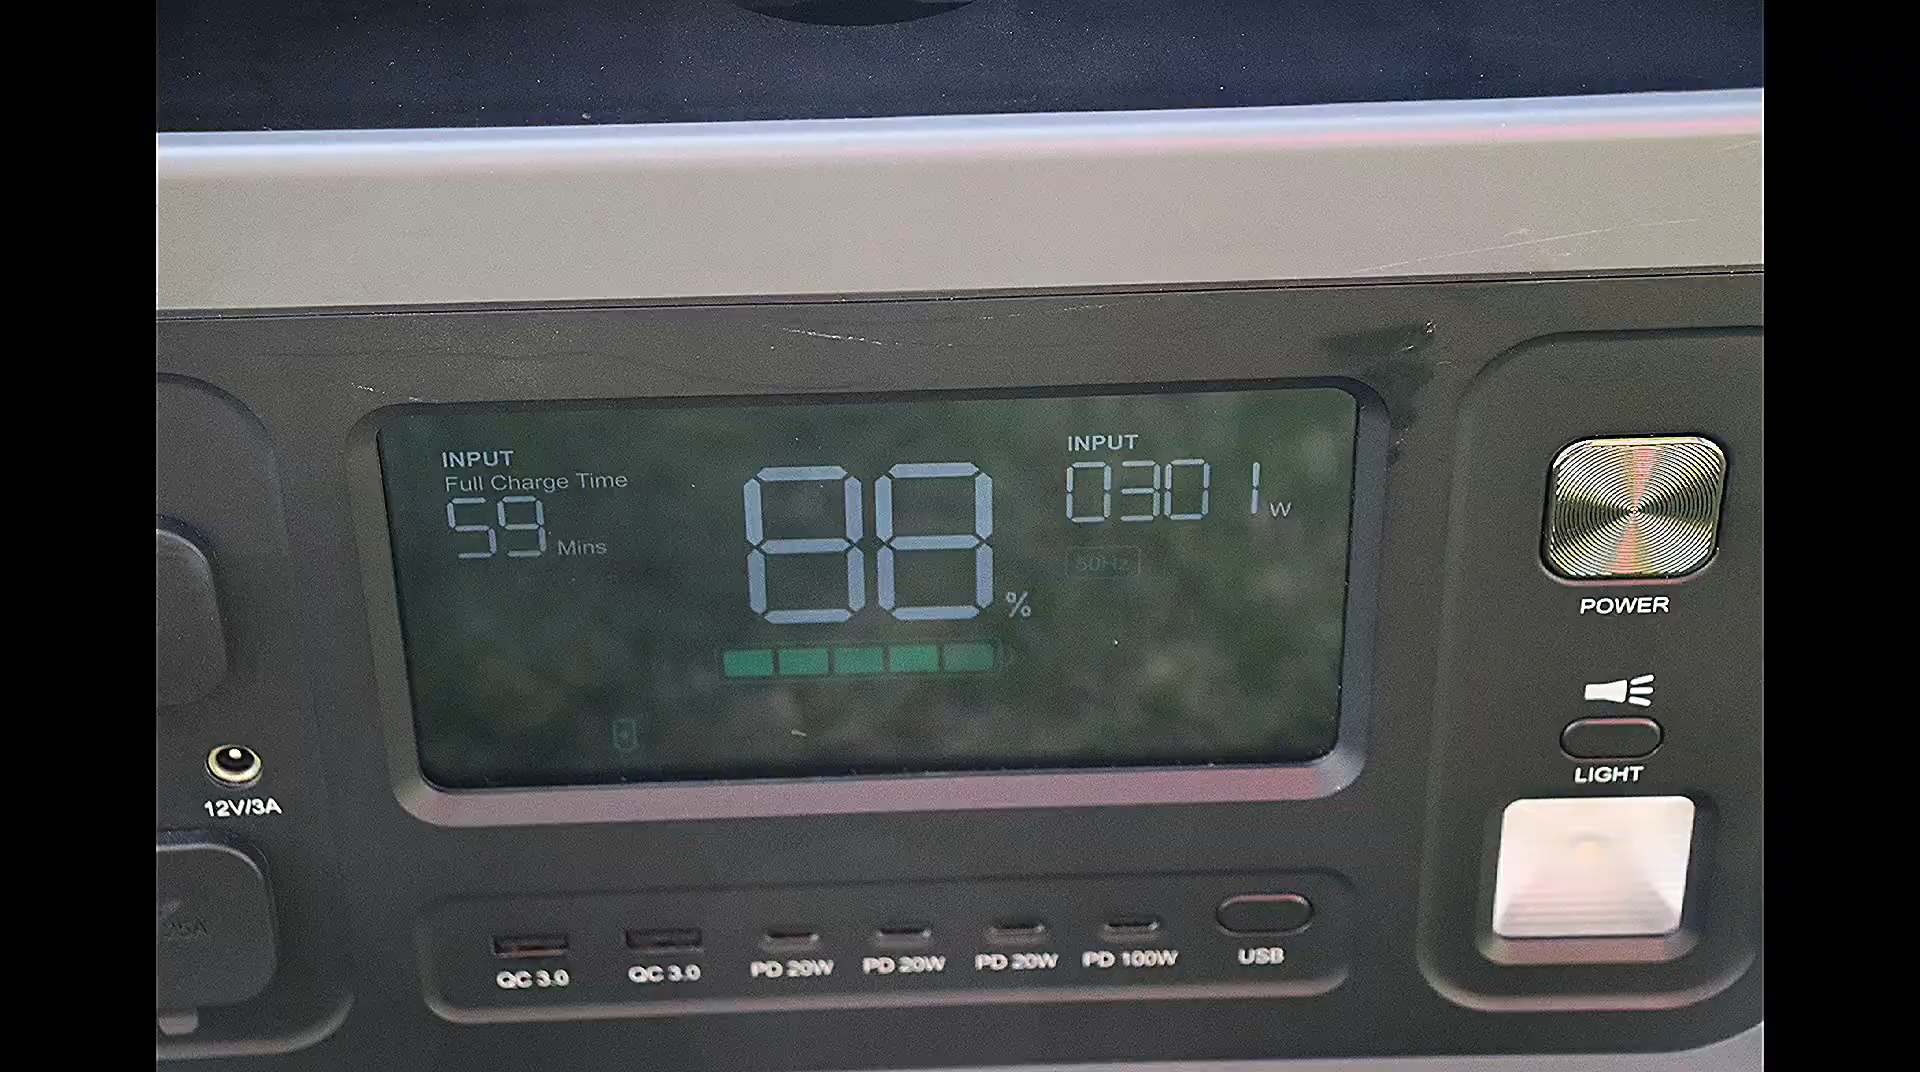 INPUT
Full Charge Time
59 Mins
88 %
INPUT
0301 W
50Hz
POWER
LIGHT
12V/3A
QC 3.0
QC 3.0
PD 20W
PD 20W
PD 20W
PD 100W
USB